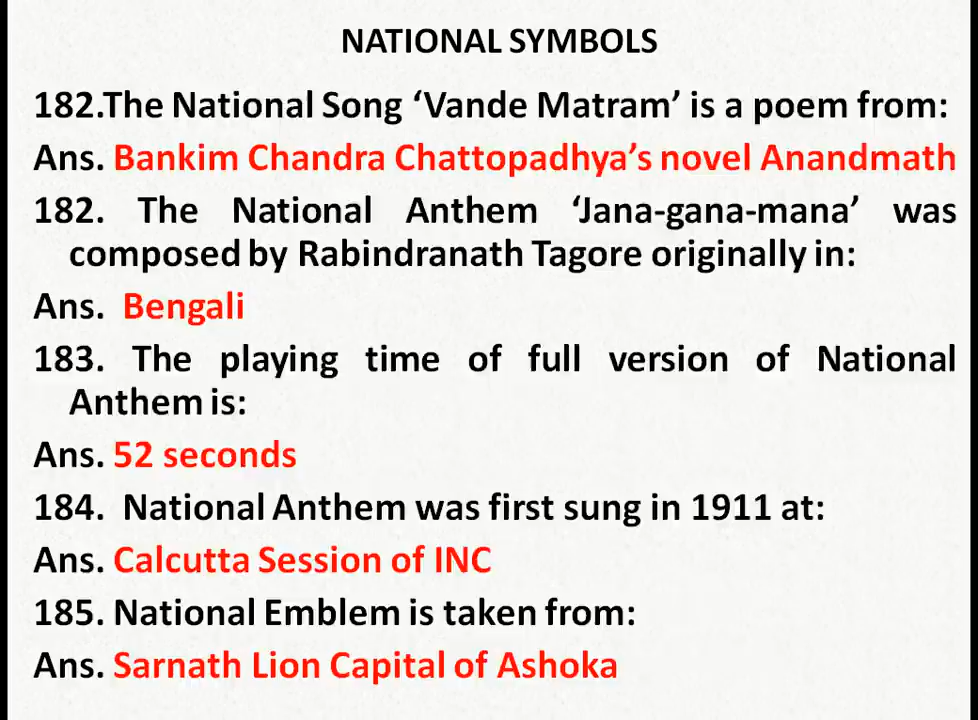 NATIONAL SYMBOLS
182.The National Song ‘Vande Matram’ is a poem from:
Ans. Bankim Chandra Chattopadhya’s novel Anandmath
182. The National Anthem ‘Jana-gana-mana’ was
composed by Rabindranath Tagore originally in:
Ans. Bengali
183. The playing time of full version of National
Anthem is:
Ans. 52 seconds
184. National Anthem was first sung in 1911 at:
Ans. Calcutta Session of INC
185. National Emblem is taken from:
Ans. Sarnath Lion Capital of Ashoka